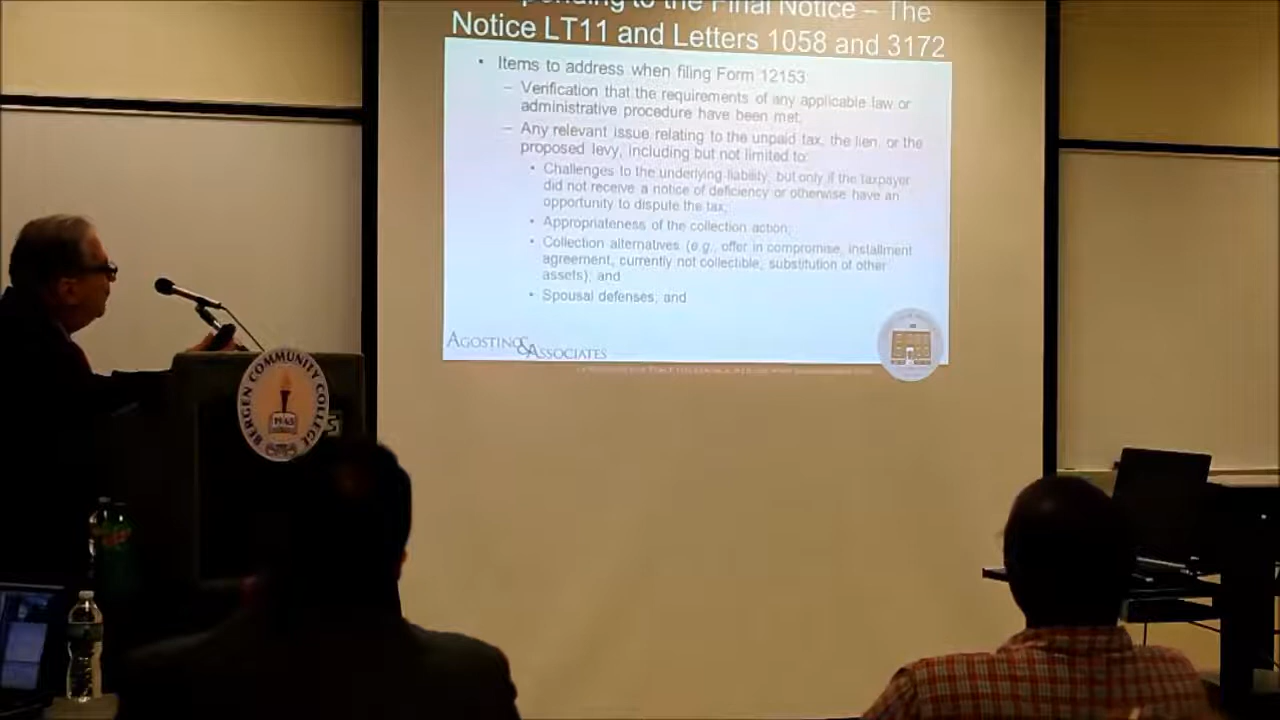 to the Final Notice – The
Notice LT11 and Letters 1058 and 3172
• Items to address when filing Form 12153:
– Verification that the requirements of any applicable law or
administrative procedure have been met;
– Any relevant issue relating to the unpaid tax, the lien, or the
proposed levy, including but not limited to:
• Challenges to the underlying liability, but only if the taxpayer
did not receive a notice of deficiency or otherwise have an
opportunity to dispute the tax;
• Appropriateness of the collection action;
• Collection alternatives (e.g., offer in compromise, installment
agreement, currently not collectible, substitution of other
assets); and
• Spousal defenses; and
AGOSTINO & ASSOCIATES
BERGEN COMMUNITY COLLEGE